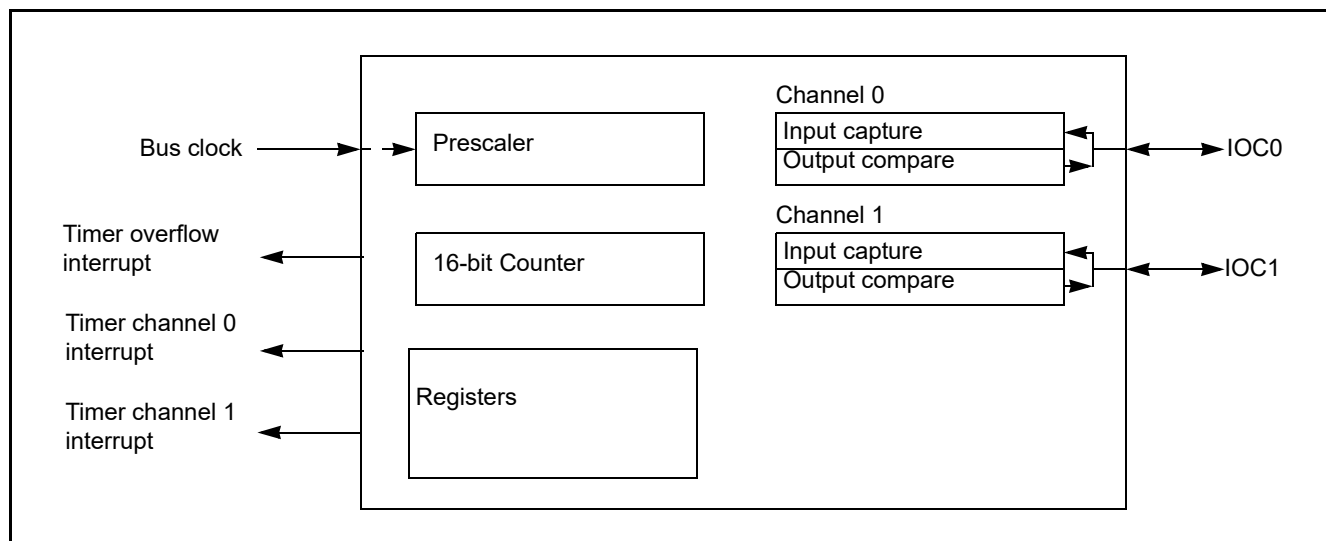 Channel 0
Bus clock
Prescaler
Input capture
Output compare
IOC0
Channel 1
Timer overflow
interrupt
16-bit Counter
Input capture
Output compare
IOC1
Timer channel 0
interrupt
Registers
Timer channel 1
interrupt